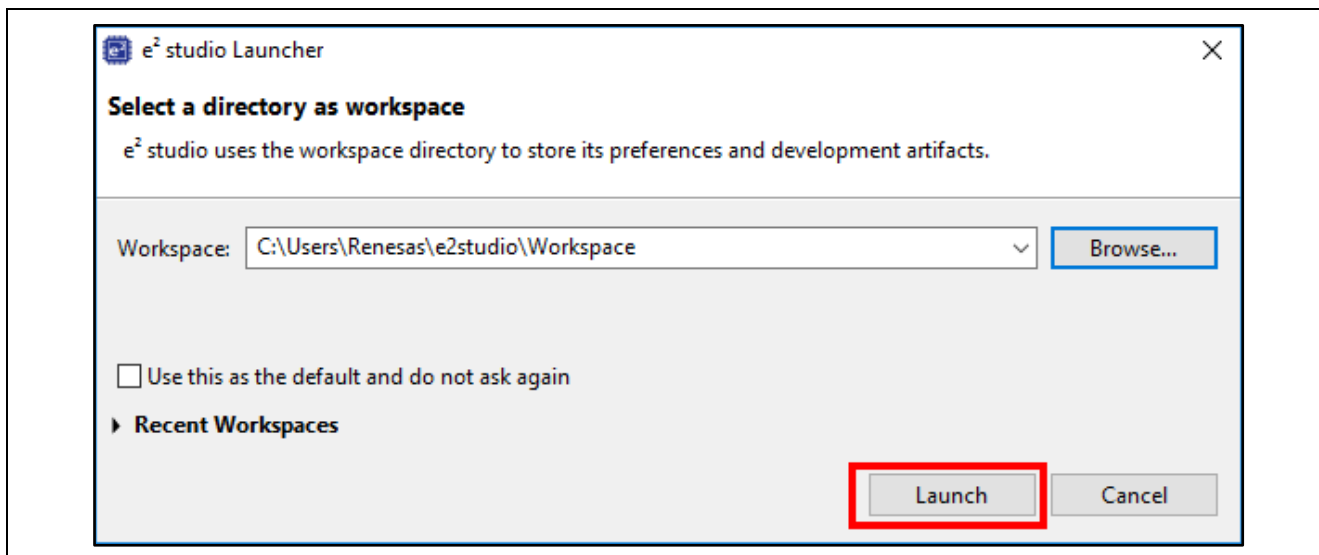 e² studio Launcher
Select a directory as workspace
e² studio uses the workspace directory to store its preferences and development artifacts.
Workspace: C:\Users\Renesas\e2studio\Workspace Browse...
Use this as the default and do not ask again
Recent Workspaces
Launch Cancel